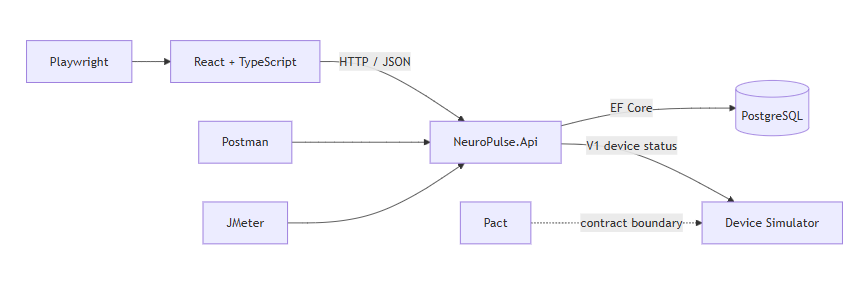 Playwright
React + TypeScript
HTTP / JSON
EF Core
PostgreSQL
Postman
NeuroPulse.Api
V1 device status
JMeter
Pact
contract boundary
Device Simulator